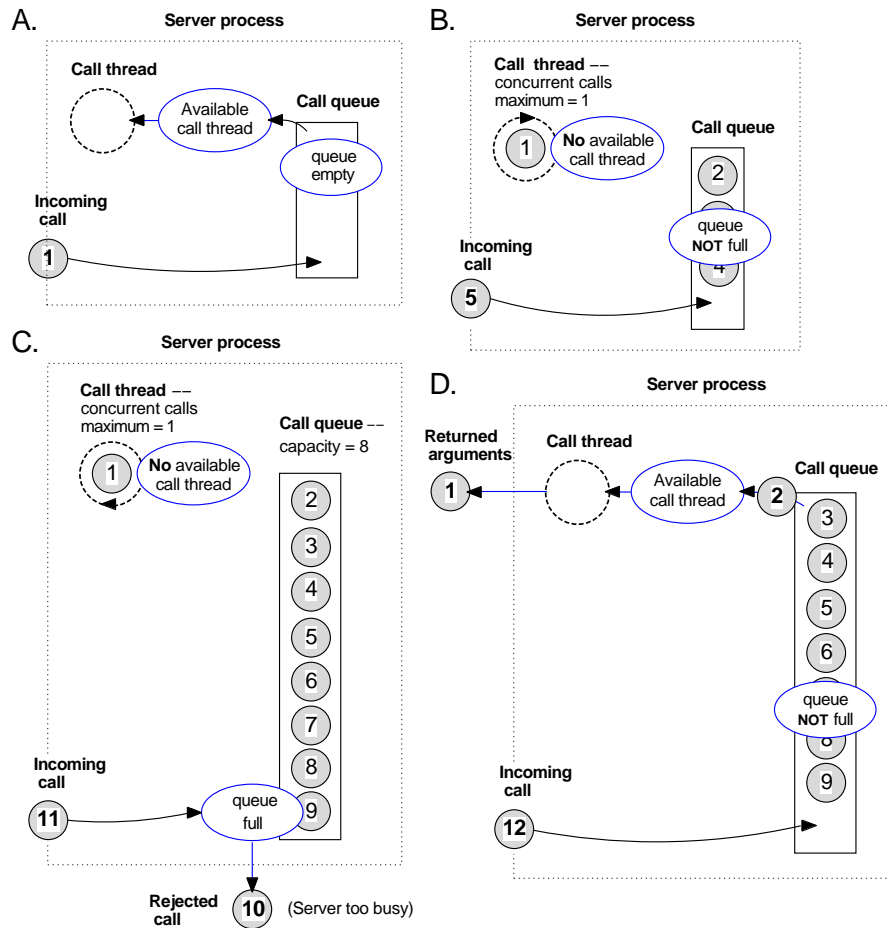 A.
Server process
Call thread
Available
call thread
Call queue
queue
empty
Incoming
call
1
B.
Server process
Call thread --
concurrent calls
maximum = 1
1
No available
call thread
Call queue
2
queue
NOT full
4
Incoming
call
5
C.
Server process
Call thread --
concurrent calls
maximum = 1
1
No available
call thread
Call queue --
capacity = 8
2
3
4
5
6
7
8
9
Incoming
call
11
queue
full
Rejected
call
10
(Server too busy)
D.
Server process
Returned
arguments
1
Call thread
Available
call thread
2
Call queue
3
4
5
6
queue
NOT full
8
9
Incoming
call
12